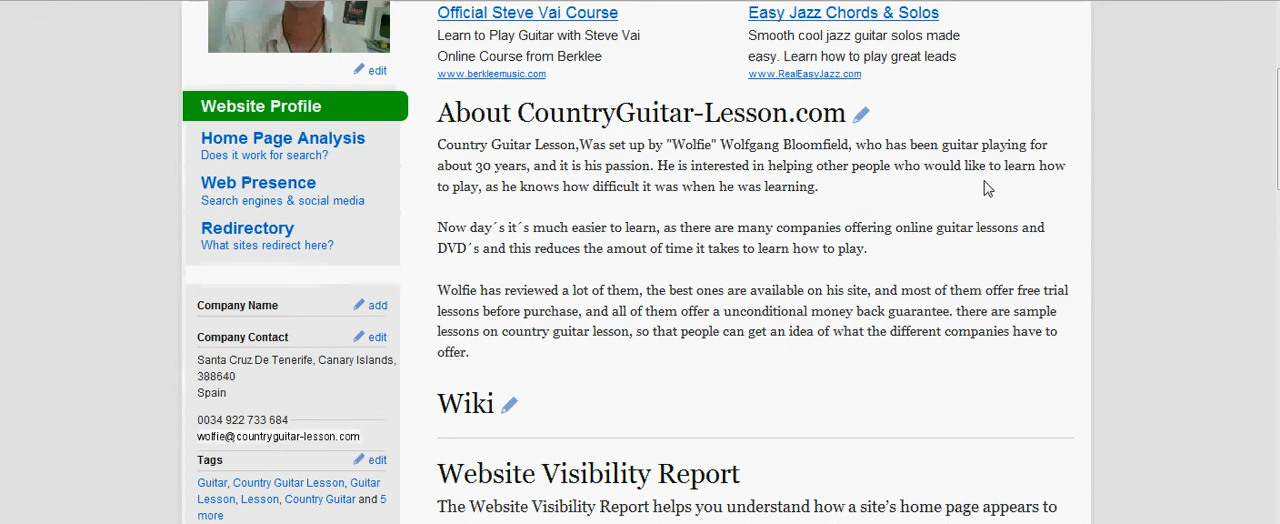 edit
Website Profile
Home Page Analysis
Does it work for search?
Web Presence
Search engines & social media
Redirectory
What sites redirect here?
Company Name
add
Company Contact
edit
Santa Cruz De Tenerife, Canary Islands,
388640
Spain
0034 922 733 684
wolfie@countryguitar-lesson.com
Tags
edit
Guitar, Country Guitar Lesson, Guitar
Lesson, Lesson, Country Guitar and 5
more
Official Steve Vai Course
Learn to Play Guitar with Steve Vai
Online Course from Berklee
www.berkleemusic.com
Easy Jazz Chords & Solos
Smooth cool jazz guitar solos made
easy. Learn how to play great leads
www.RealEasyJazz.com
About CountryGuitar-Lesson.com
Country Guitar Lesson,Was set up by "Wolfie" Wolfgang Bloomfield, who has been guitar playing for
about 30 years, and it is his passion. He is interested in helping other people who would like to learn how
to play, as he knows how difficult it was when he was learning.
Now day´s it´s much easier to learn, as there are many companies offering online guitar lessons and
DVD´s and this reduces the amout of time it takes to learn how to play.
Wolfie has reviewed a lot of them, the best ones are available on his site, and most of them offer free trial
lessons before purchase, and all of them offer a unconditional money back guarantee. there are sample
lessons on country guitar lesson, so that people can get an idea of what the different companies have to
offer.
Wiki
Website Visibility Report
The Website Visibility Report helps you understand how a site's home page appears to